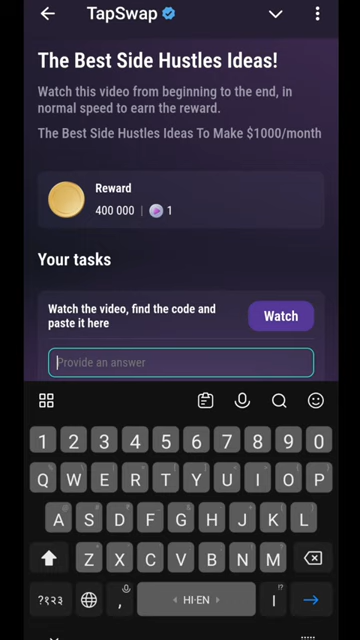 TapSwap
The Best Side Hustles Ideas!
Watch this video from beginning to the end, in
normal speed to earn the reward.
The Best Side Hustles Ideas To Make $1000/month
Reward
400 000 | 1
Your tasks
Watch the video, find the code and
paste it here
Watch
Provide an answer
1 2 3 4 5 6 7 8 9 0
Q W E R T Y U I O P
A S D F G H J K L
Z X C V B N M
?१२३ , HI·EN ।